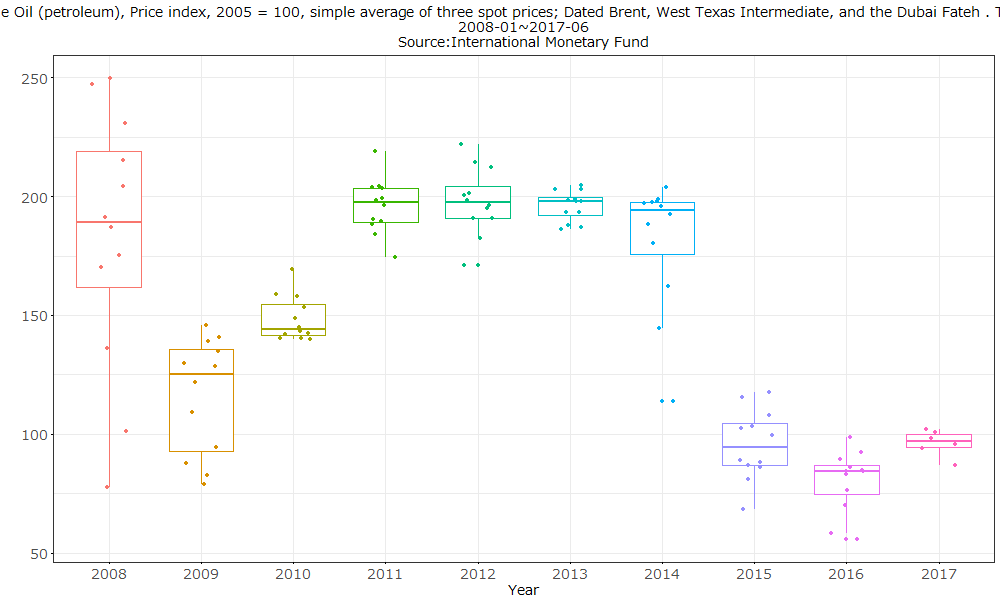 e Oil (petroleum), Price index, 2005 = 100, simple average of three spot prices; Dated Brent, West Texas Intermediate, and the Dubai Fateh . T
2008-01~2017-06
Source:International Monetary Fund
250
200
150
100
50
2008 2009 2010 2011 2012 2013 2014 2015 2016 2017
Year